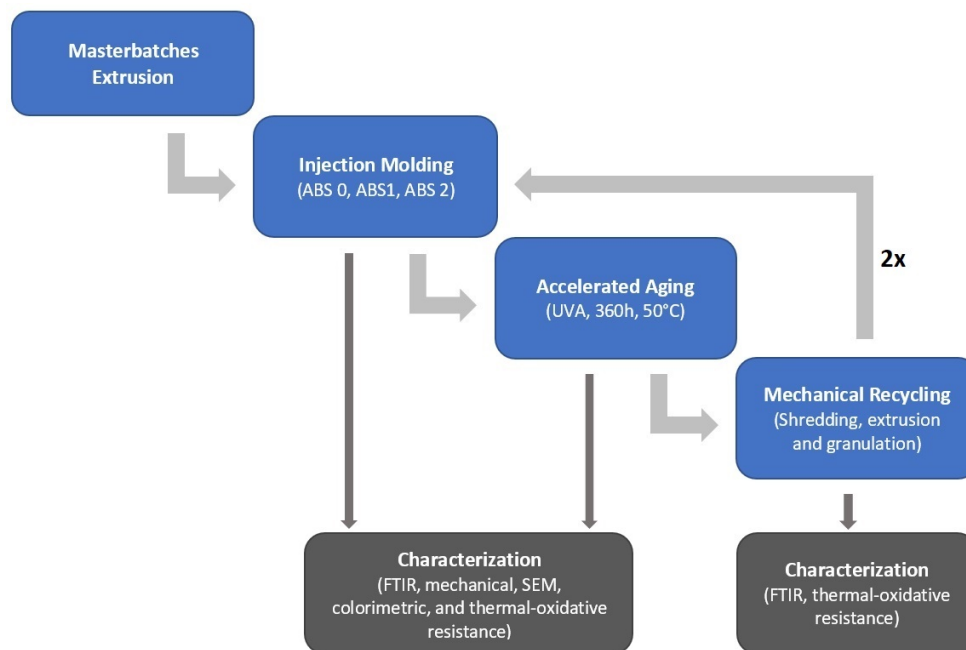 Masterbatches
Extrusion
Injection Molding
(ABS 0, ABS1, ABS 2)
2x
Accelerated Aging
(UVA, 360h, 50°C)
Mechanical Recycling
(Shredding, extrusion
and granulation)
Characterization
(FTIR, mechanical, SEM,
colorimetric, and thermal-oxidative
resistance)
Characterization
(FTIR, thermal-oxidative
resistance)